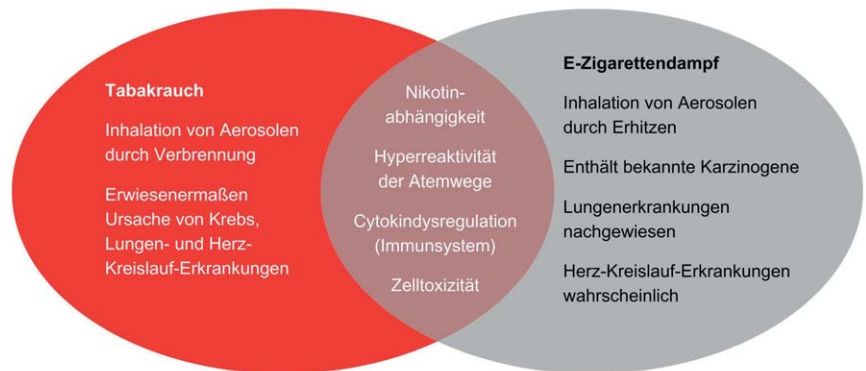 Tabakrauch
Inhalation von Aerosolen
durch Verbrennung
Erwiesenermaßen
Ursache von Krebs,
Lungen- und Herz-
Kreislauf-Erkrankungen
Nikotin-
abhängigkeit
Hyperreaktivität
der Atemwege
Cytokindysregulation
(Immunsystem)
Zelltoxizität
E-Zigarettendampf
Inhalation von Aerosolen
durch Erhitzen
Enthält bekannte Karzinogene
Lungenerkrankungen
nachgewiesen
Herz-Kreislauf-Erkrankungen
wahrscheinlich